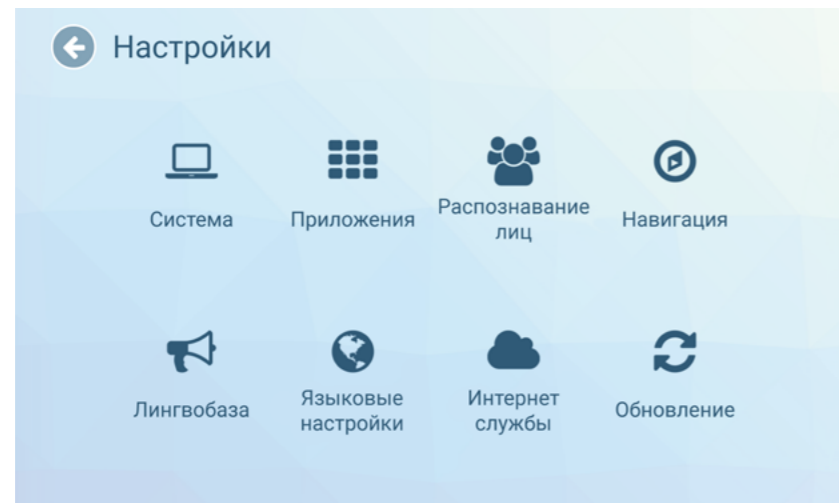 Настройки
Система
Приложения
Распознавание
лиц
Навигация
Лингвобаза
Языковые
настройки
Интернет
службы
Обновление